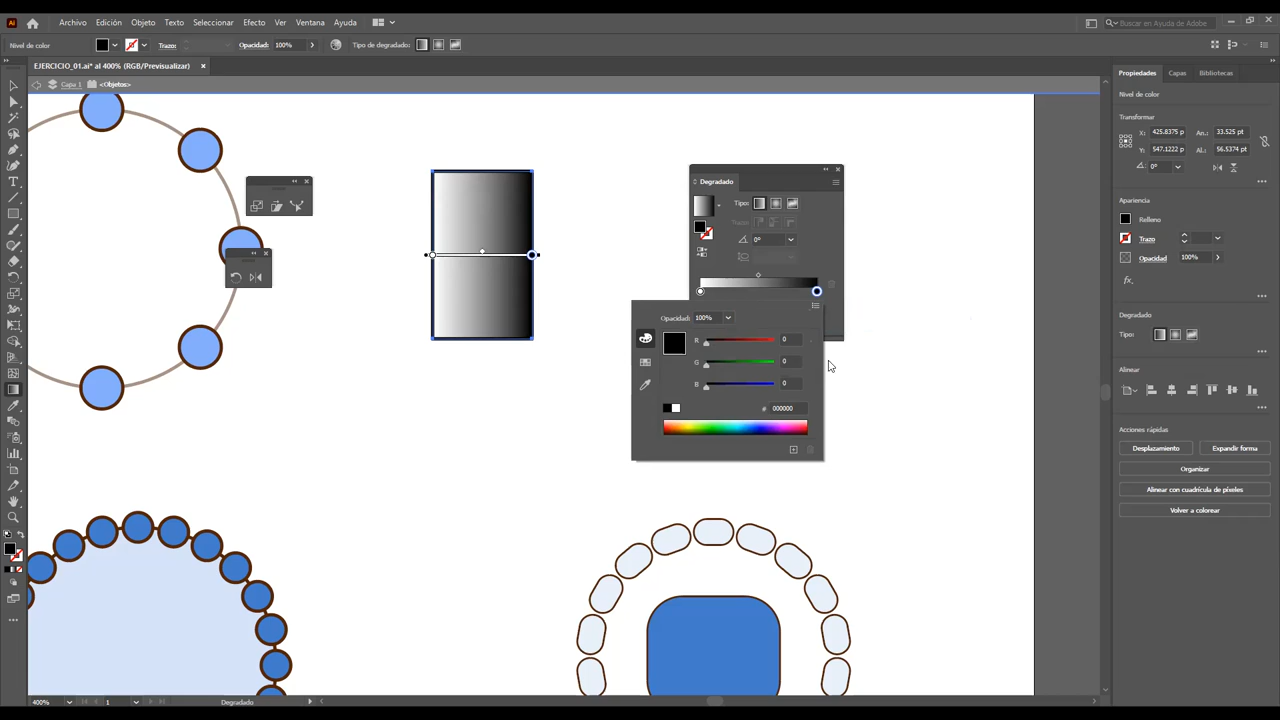 Ai
Archivo Edición Objeto Texto Seleccionar Efecto Ver Ventana Ayuda
Buscar en Ayuda de Adobe
Nivel de color
Trazo:
Opacidad: 100%
Tipo de degradado:
EJERCICIO_01.ai* al 400% (RGB/Previsualizar)
Capa 1
<Objetos>
Propiedades Capas Bibliotecas
Nivel de color
Transformar
X: 425.8375 p An.: 33.525 pt
Y: 547.1222 p Al.: 56.5374 pt
0°
Apariencia
Relleno
Trazo
Opacidad 100%
fx
Degradado
Tipo:
Alinear
Acciones rápidas
Desplazamiento Expandir forma
Organizar
Alinear con cuadrícula de píxeles
Volver a colorear
Degradado
Tipo:
Trazo:
0°
Opacidad: 100%
R 0
G 0
B 0
# 000000
400% 1 Degradado